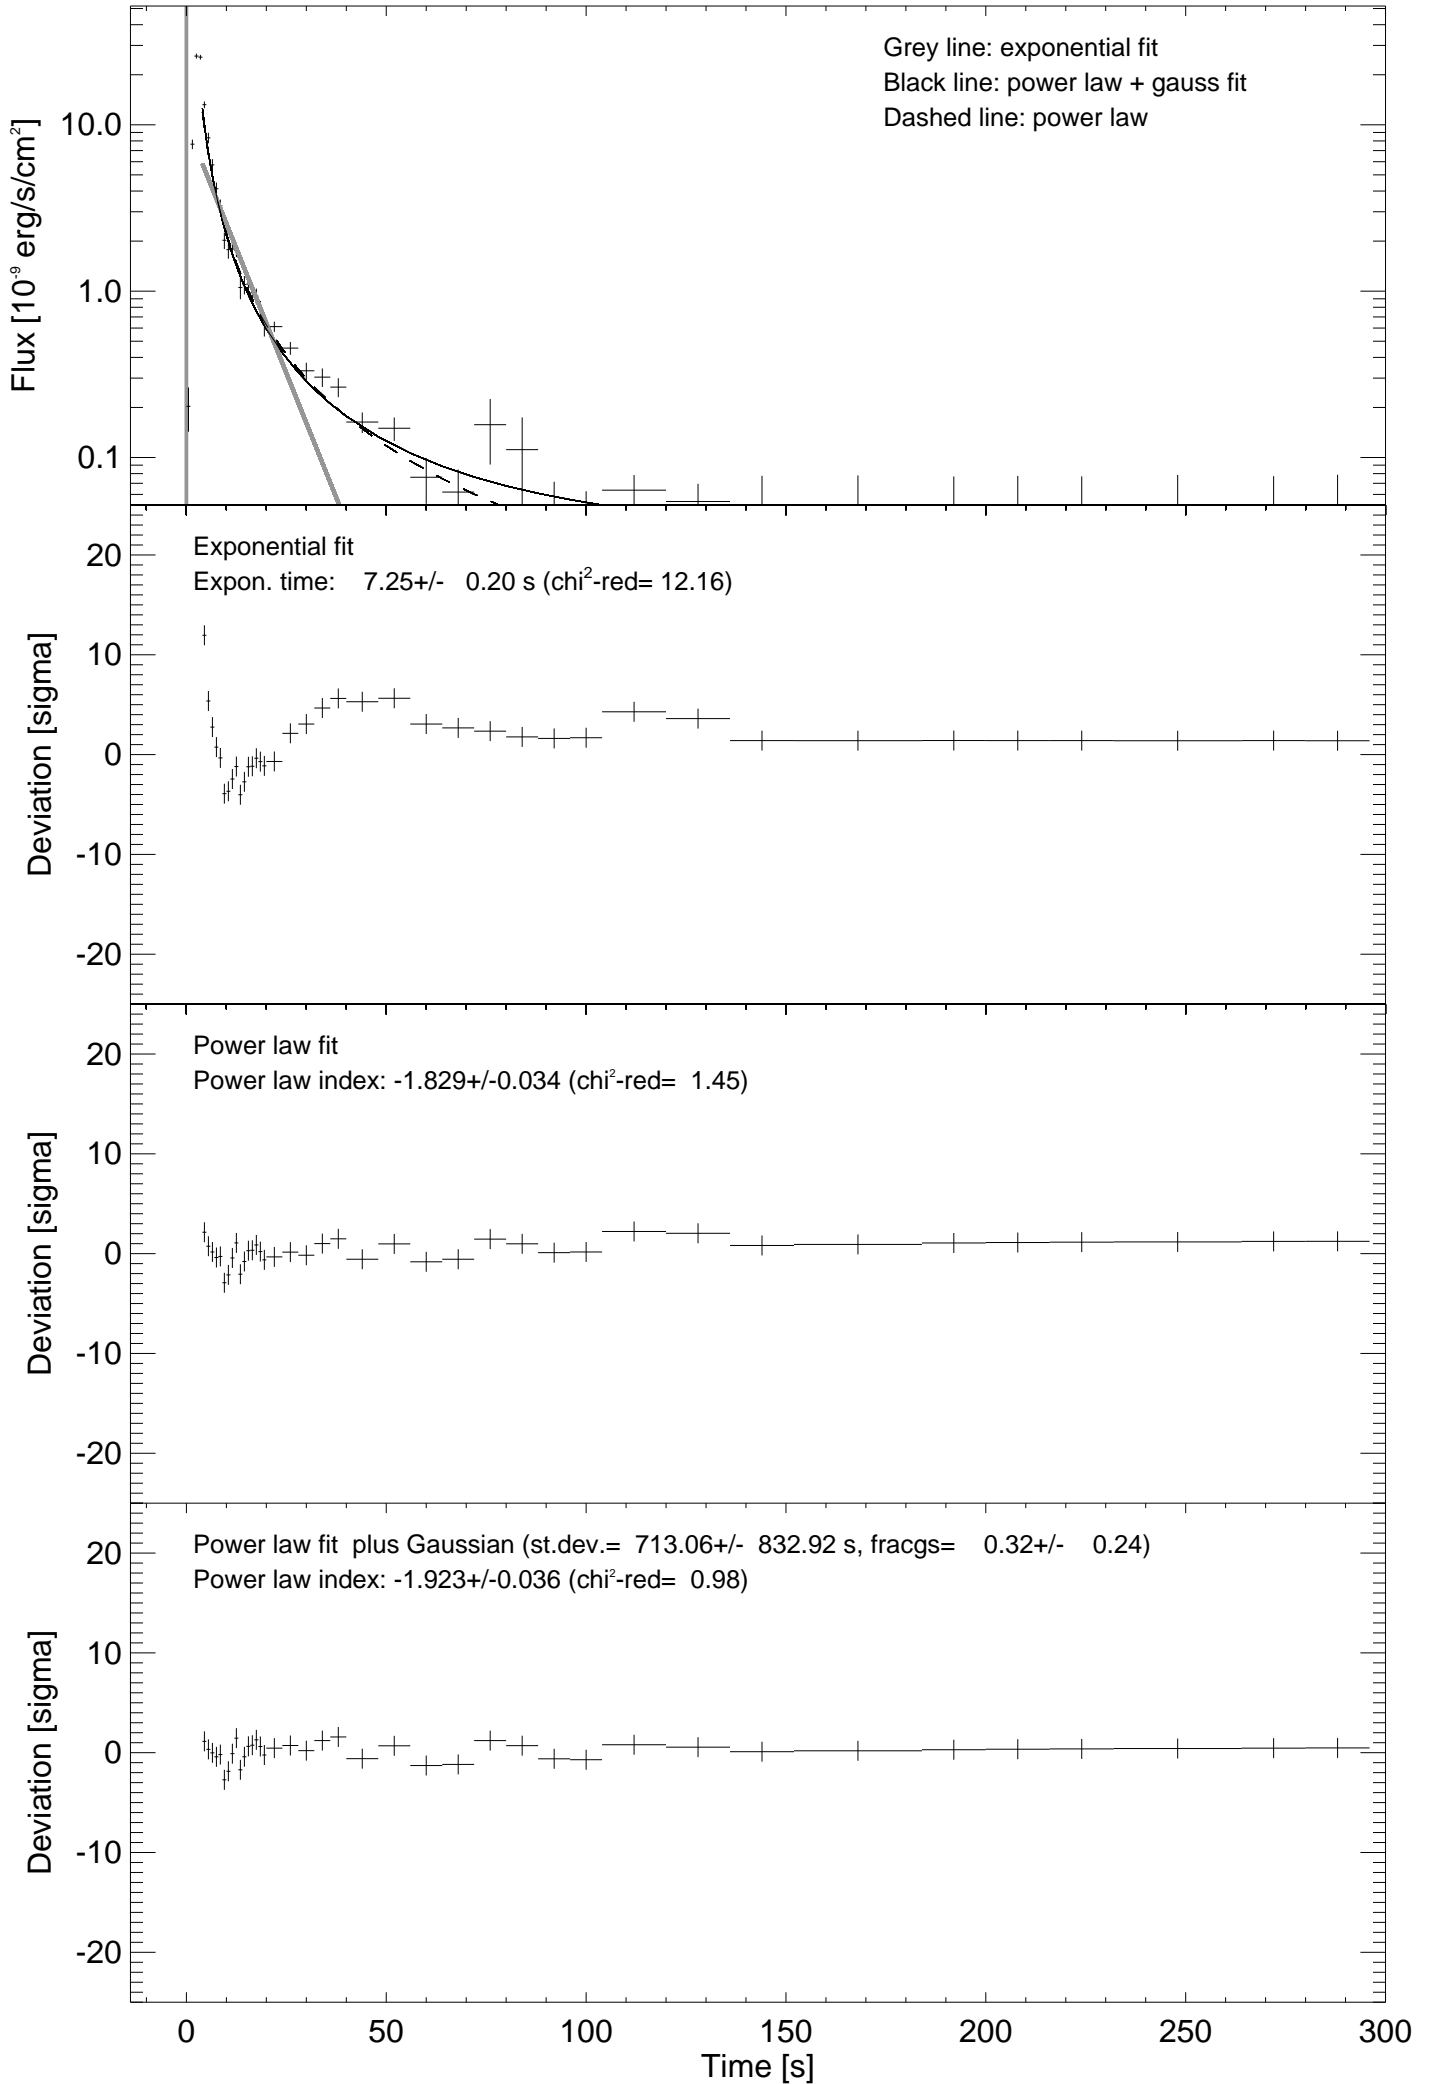 Grey line: exponential fit
Black line: power law + gauss fit
Dashed line: power law
Flux [10⁻⁹ erg/s/cm²]
10.0
1.0
0.1
Exponential fit
Expon. time: 7.25+/- 0.20 s (chi²-red= 12.16)
Deviation [sigma]
20
10
0
-10
-20
Power law fit
Power law index: -1.829+/-0.034 (chi²-red= 1.45)
Deviation [sigma]
20
10
0
-10
-20
Power law fit plus Gaussian (st.dev.= 713.06+/- 832.92 s, fracgs= 0.32+/- 0.24)
Power law index: -1.923+/-0.036 (chi²-red= 0.98)
Deviation [sigma]
20
10
0
-10
-20
0 50 100 150 200 250 300
Time [s]